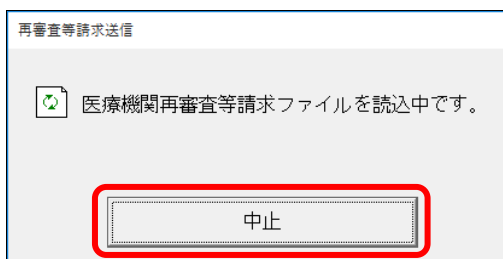 再審査等請求送信
医療機関再審査等請求ファイルを読込中です。
中止